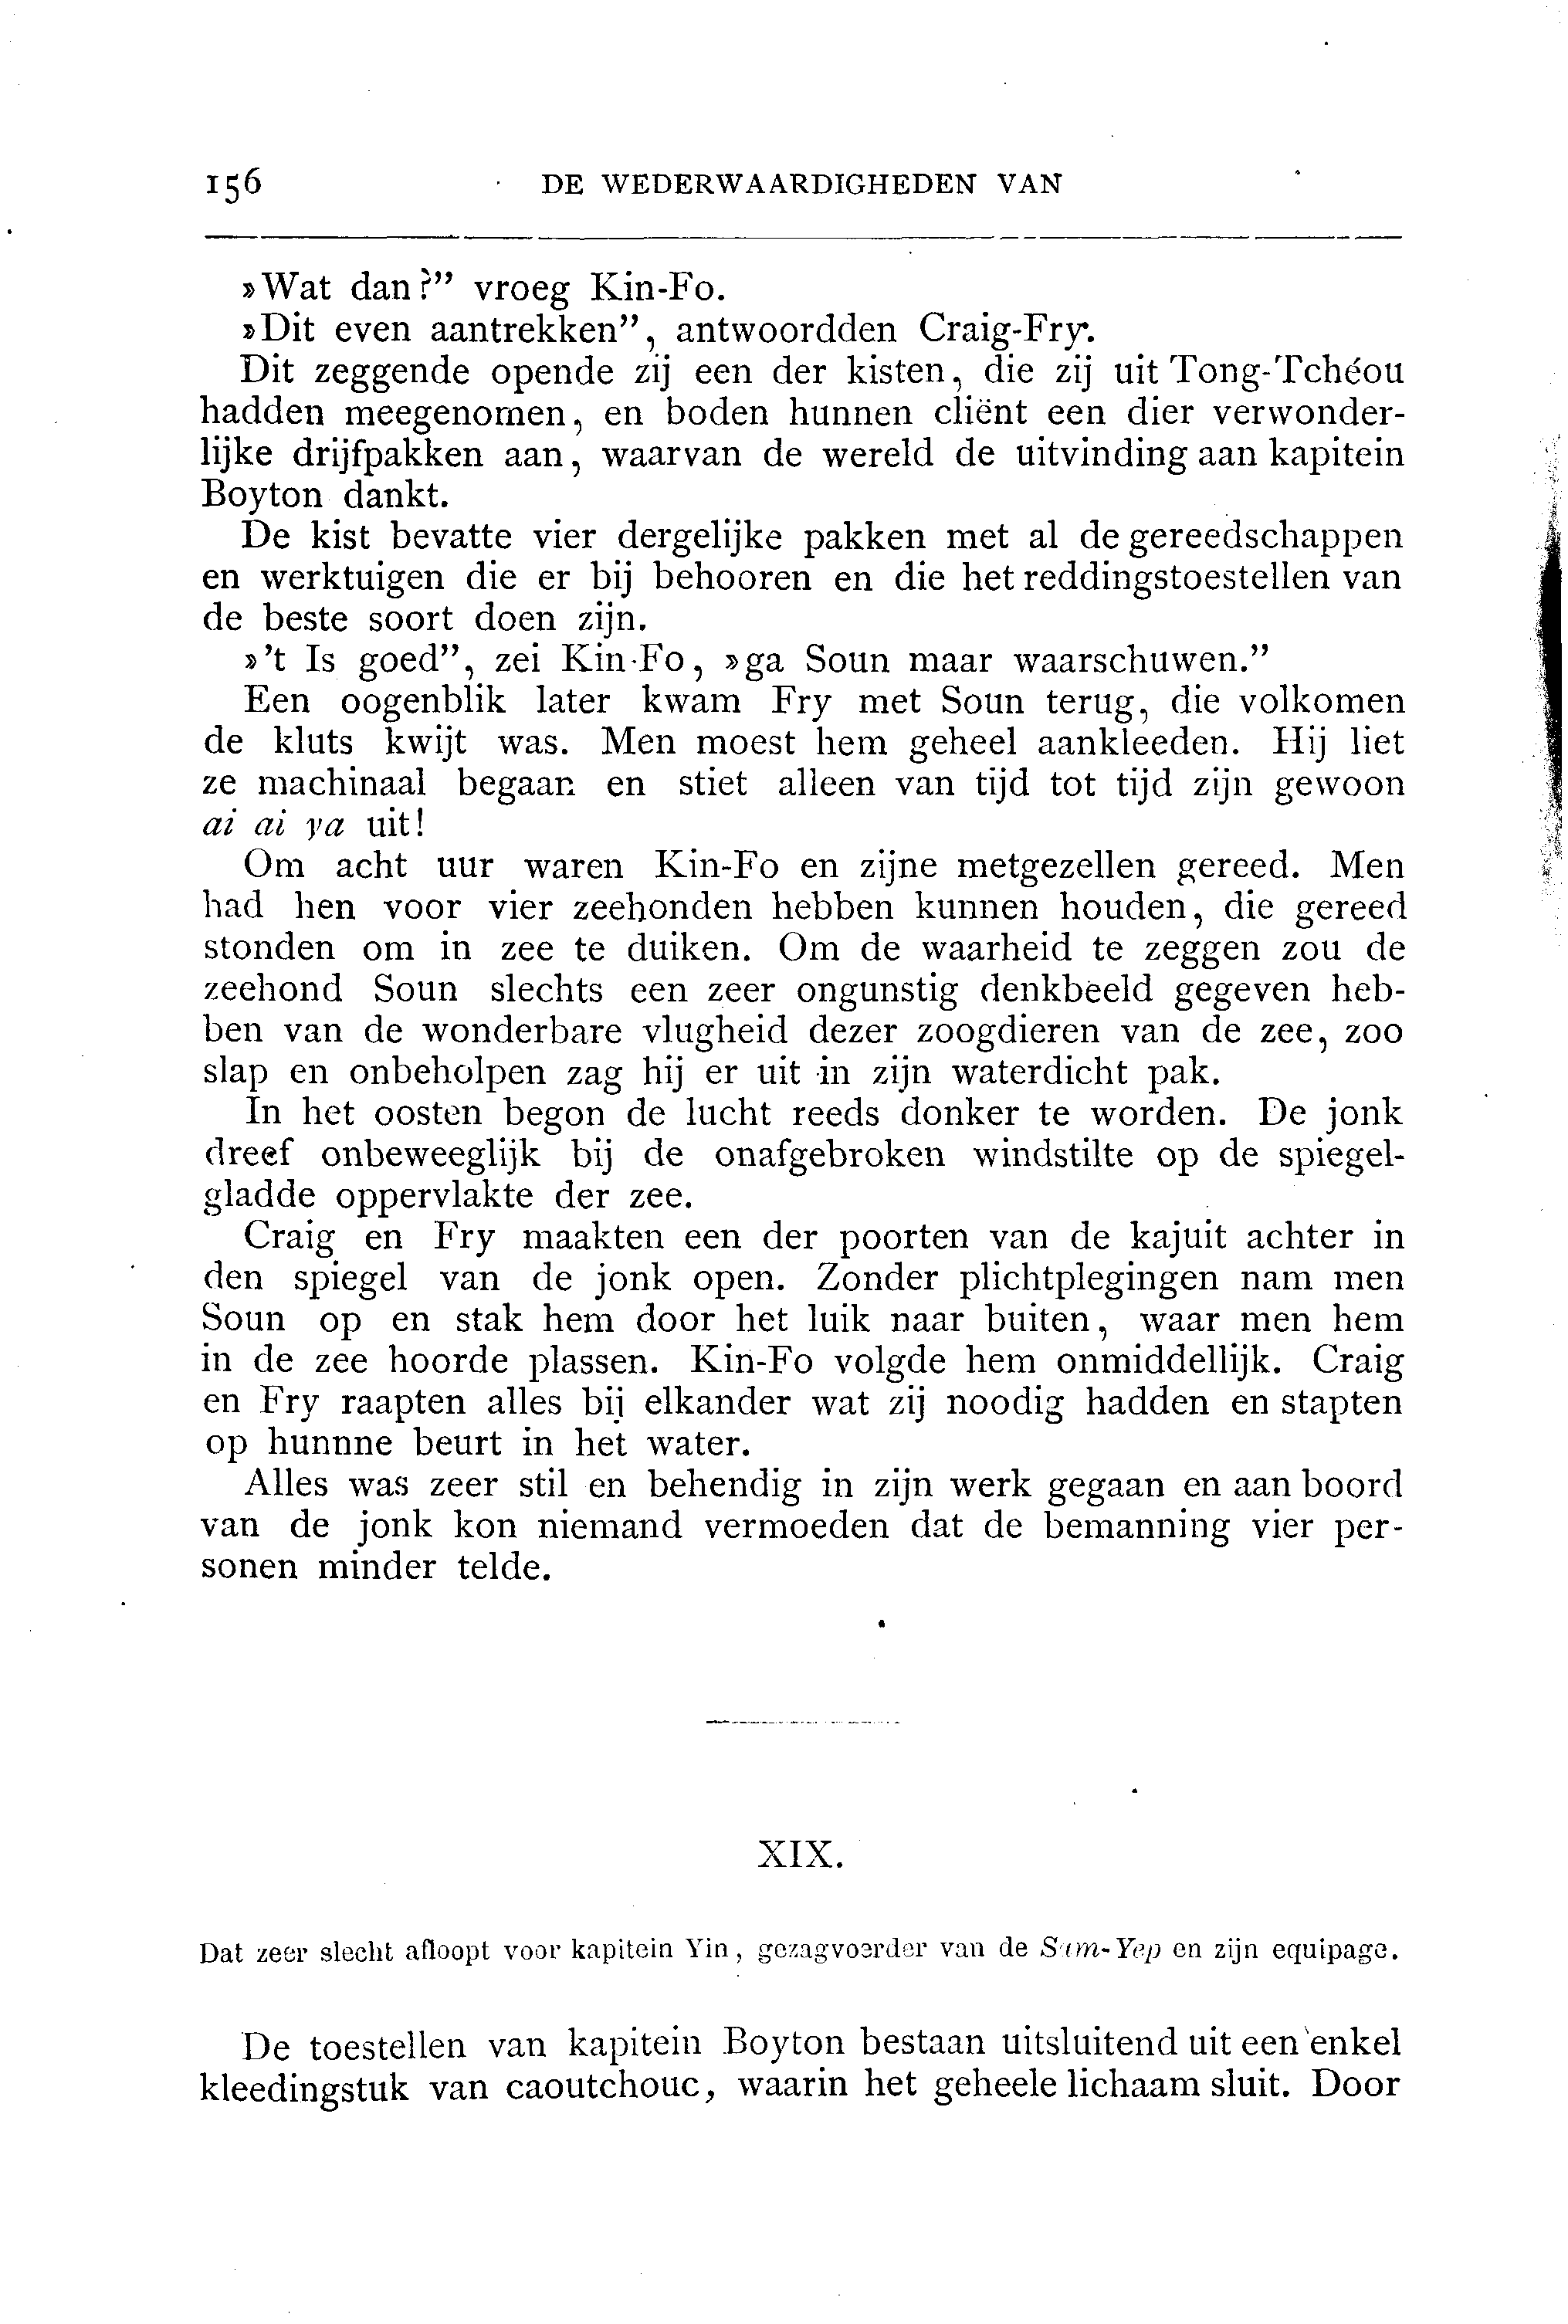 156 DE WEDERWAARDIGHEDEN VAN
»Wat dan?” vroeg Kin-Fo.
»Dit even aantrekken”, antwoordden Craig-Fry.
Dit zeggende opende zij een der kisten, die zij uit Tong-Tchéou
hadden meegenomen, en boden hunnen cliënt een dier verwonder-
lijke drijfpakken aan, waarvan de wereld de uitvinding aan kapitein
Boyton dankt.
De kist bevatte vier dergelijke pakken met al de gereedschappen
en werktuigen die er bij behooren en die het reddingstoestellen van
de beste soort doen zijn.
»’t Is goed”, zei Kin-Fo, »ga Soun maar waarschuwen.”
Een oogenblik later kwam Fry met Soun terug, die volkomen
de kluts kwijt was. Men moest hem geheel aankleeden. Hij liet
ze machinaal begaan en stiet alleen van tijd tot tijd zijn gewoon
ai ai ya uit!
Om acht uur waren Kin-Fo en zijne metgezellen gereed. Men
had hen voor vier zeehonden hebben kunnen houden, die gereed
stonden om in zee te duiken. Om de waarheid te zeggen zou de
zeehond Soun slechts een zeer ongunstig denkbeeld gegeven heb-
ben van de wonderbare vlugheid dezer zoogdieren van de zee, zoo
slap en onbeholpen zag hij er uit in zijn waterdicht pak.
In het oosten begon de lucht reeds donker te worden. De jonk
dreef onbeweeglijk bij de onafgebroken windstilte op de spiegel-
gladde oppervlakte der zee.
Craig en Fry maakten een der poorten van de kajuit achter in
den spiegel van de jonk open. Zonder plichtplegingen nam men
Soun op en stak hem door het luik naar buiten, waar men hem
in de zee hoorde plassen. Kin-Fo volgde hem onmiddellijk. Craig
en Fry raapten alles bij elkander wat zij noodig hadden en stapten
op hunnne beurt in het water.
Alles was zeer stil en behendig in zijn werk gegaan en aan boord
van de jonk kon niemand vermoeden dat de bemanning vier per-
sonen minder telde.
XIX.
Dat zeer slecht afloopt voor kapitein Yin, gezagvoerder van de Sam-Yep en zijn equipage.
De toestellen van kapitein Boyton bestaan uitsluitend uit een enkel
kleedingstuk van caoutchouc, waarin het geheele lichaam sluit. Door